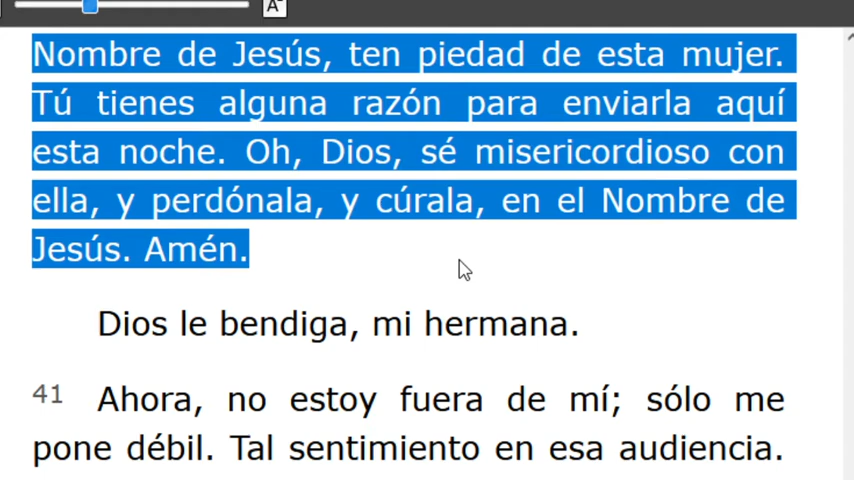 A
Nombre de Jesús, ten piedad de esta mujer.
Tú tienes alguna razón para enviarla aquí
esta noche. Oh, Dios, sé misericordioso con
ella, y perdónala, y cúrala, en el Nombre de
Jesús. Amén.
Dios le bendiga, mi hermana.
41 Ahora, no estoy fuera de mí; sólo me
pone débil. Tal sentimiento en esa audiencia.